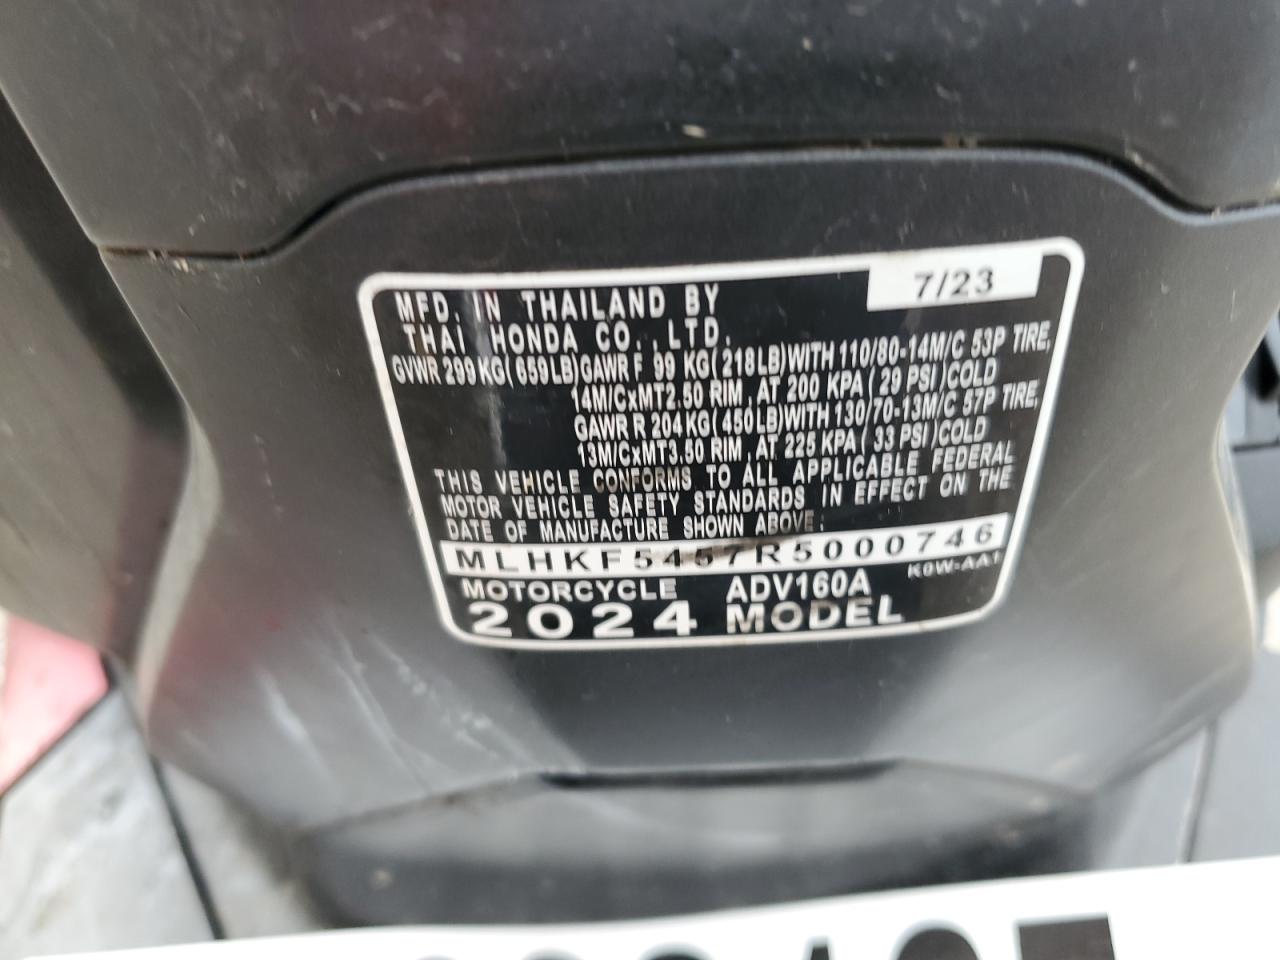 7/23
MFD. IN THAILAND BY
THAI HONDA CO.,LTD.
GVWR 299 KG(659LB)GAWR F 99 KG(218LB)WITH 110/80-14M/C 53P TIRE,
14M/CxMT2.50 RIM, AT 200 KPA (29 PSI)COLD
GAWR R 204KG(450LB)WITH 130/70-13M/C 57P TIRE,
13M/CxMT3.50 RIM, AT 225 KPA (33 PSI)COLD
THIS VEHICLE CONFORMS TO ALL APPLICABLE FEDERAL
MOTOR VEHICLE SAFETY STANDARDS IN EFFECT ON THE
DATE OF MANUFACTURE SHOWN ABOVE.
MLHKF5457R5000746
MOTORCYCLE ADV160A K0W-AA1
2024 MODEL